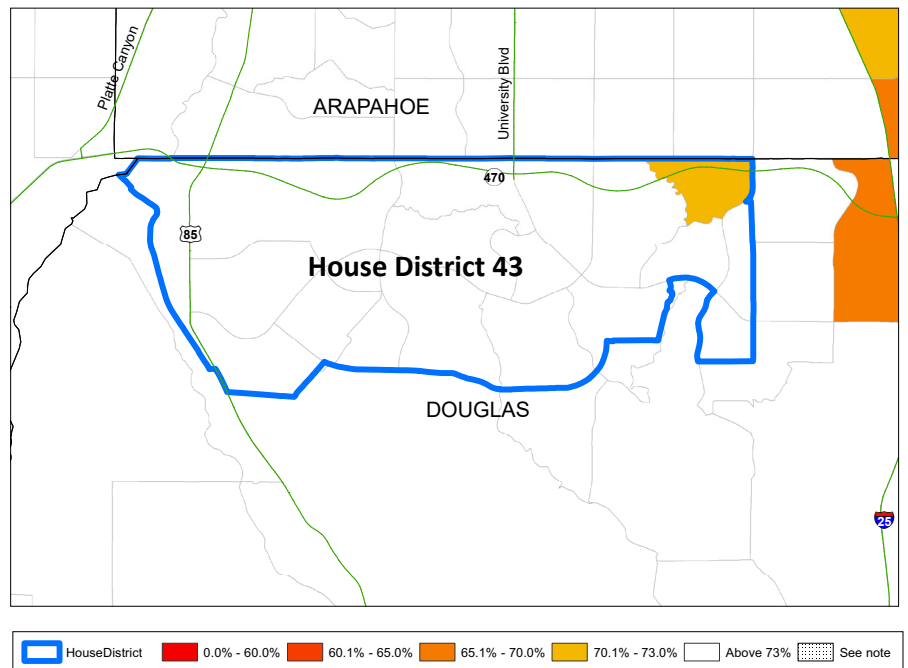 Platte Canyon
University Blvd
ARAPAHOE
470
85
House District 43
DOUGLAS
25
HouseDistrict 0.0% - 60.0% 60.1% - 65.0% 65.1% - 70.0% 70.1% - 73.0% Above 73% See note